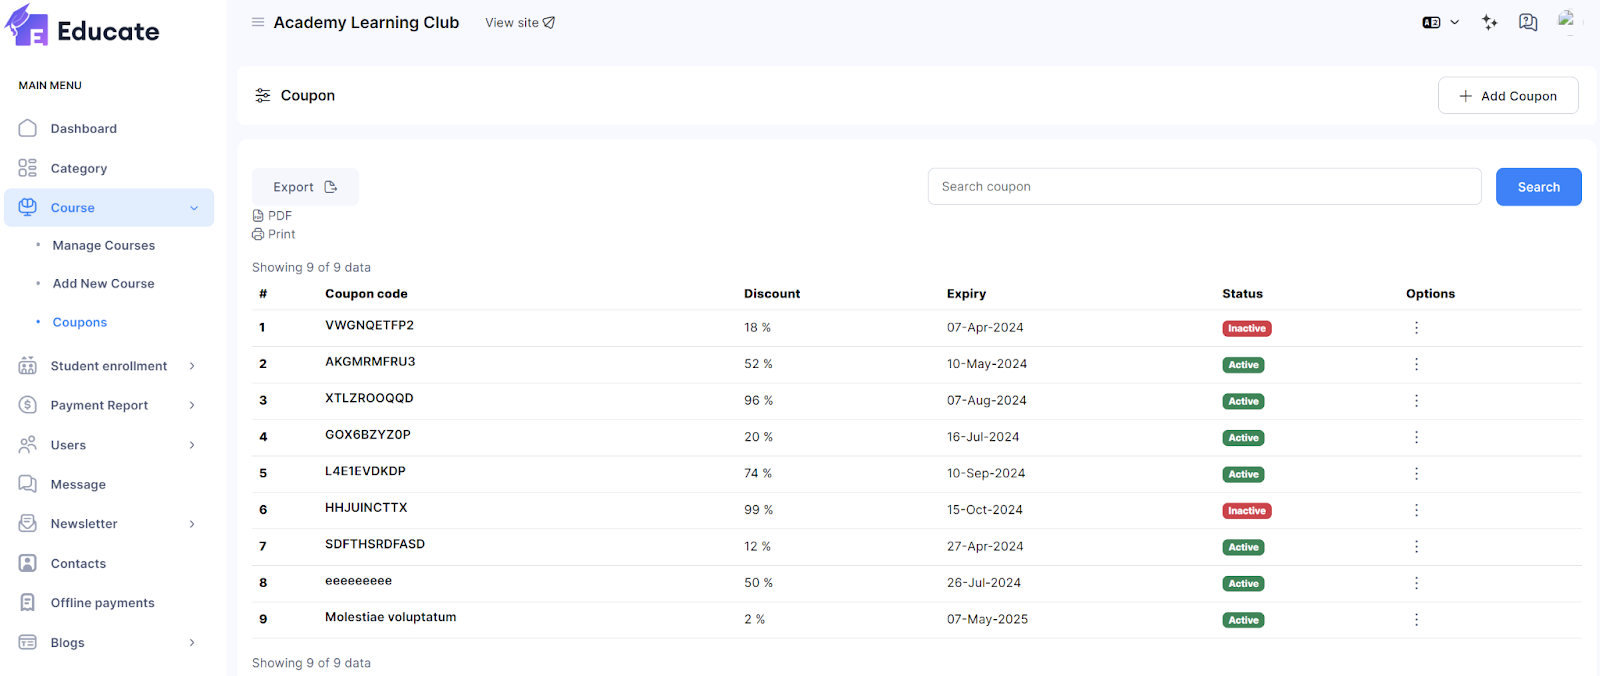 Educate
Academy Learning Club View site
MAIN MENU
Dashboard
Category
Course
Manage Courses
Add New Course
Coupons
Student enrollment
Payment Report
Users
Message
Newsletter
Contacts
Offline payments
Blogs
Coupon
Add Coupon
Export
PDF
Print
Search coupon
Search
Showing 9 of 9 data
# Coupon code Discount Expiry Status Options
1 VWGNQETFP2 18 % 07-Apr-2024 Inactive
2 AKGMRMFRU3 52 % 10-May-2024 Active
3 XTLZROOQQD 96 % 07-Aug-2024 Active
4 GOX6BZYZ0P 20 % 16-Jul-2024 Active
5 L4E1EVDKDP 74 % 10-Sep-2024 Active
6 HHJUINCTTX 99 % 15-Oct-2024 Inactive
7 SDFTHSRDFASD 12 % 27-Apr-2024 Active
8 eeeeeeeee 50 % 26-Jul-2024 Active
9 Molestiae voluptatum 2 % 07-May-2025 Active
Showing 9 of 9 data